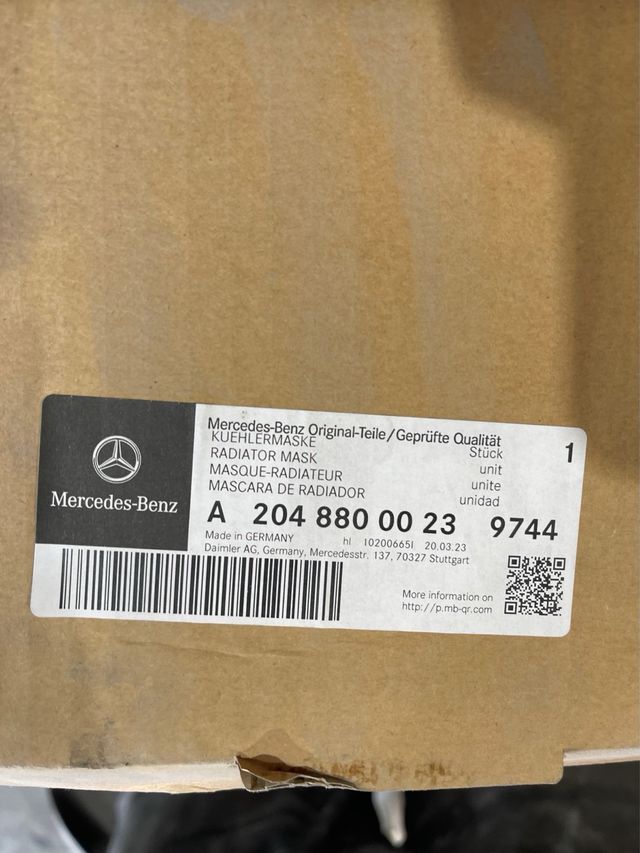 Mercedes-Benz
Mercedes-Benz Original-Teile/Geprüfte Qualität
KUEHLERMASKE Stück 1
RADIATOR MASK unit
MASQUE-RADIATEUR unite
MASCARA DE RADIADOR unidad
A 204 880 00 23 9744
Made in GERMANY hI 10200665I 20.03.23
Daimler AG, Germany, Mercedesstr. 137, 70327 Stuttgart
More information on
http://p.mb-qr.com